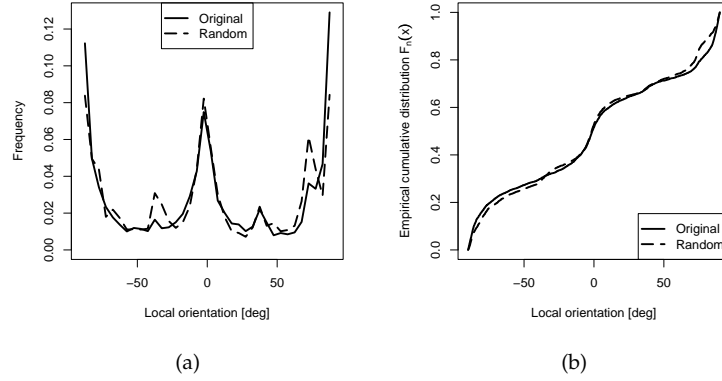 Original
Random
Frequency
0.12
0.10
0.08
0.06
0.04
0.02
0.00
−50
0
50
Local orientation [deg]
(a)
Empirical cumulative distribution Fn(x)
1.0
0.8
0.6
0.4
0.2
0.0
Original
Random
−50
0
50
Local orientation [deg]
(b)